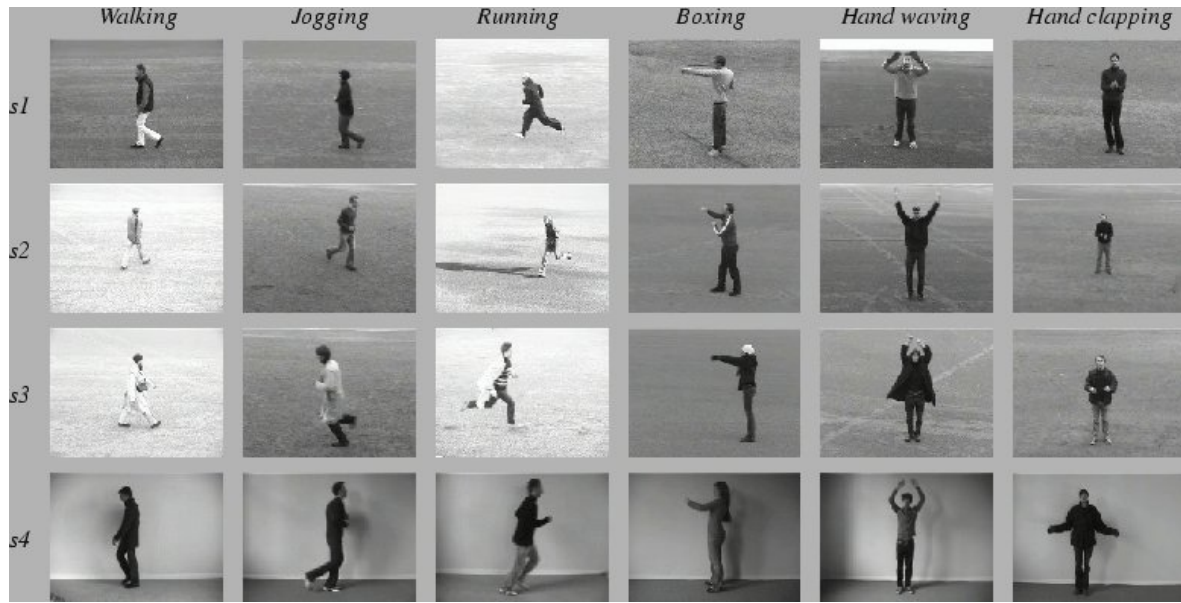 Walking Jogging Running Boxing Hand waving Hand clapping
s1
s2
s3
s4